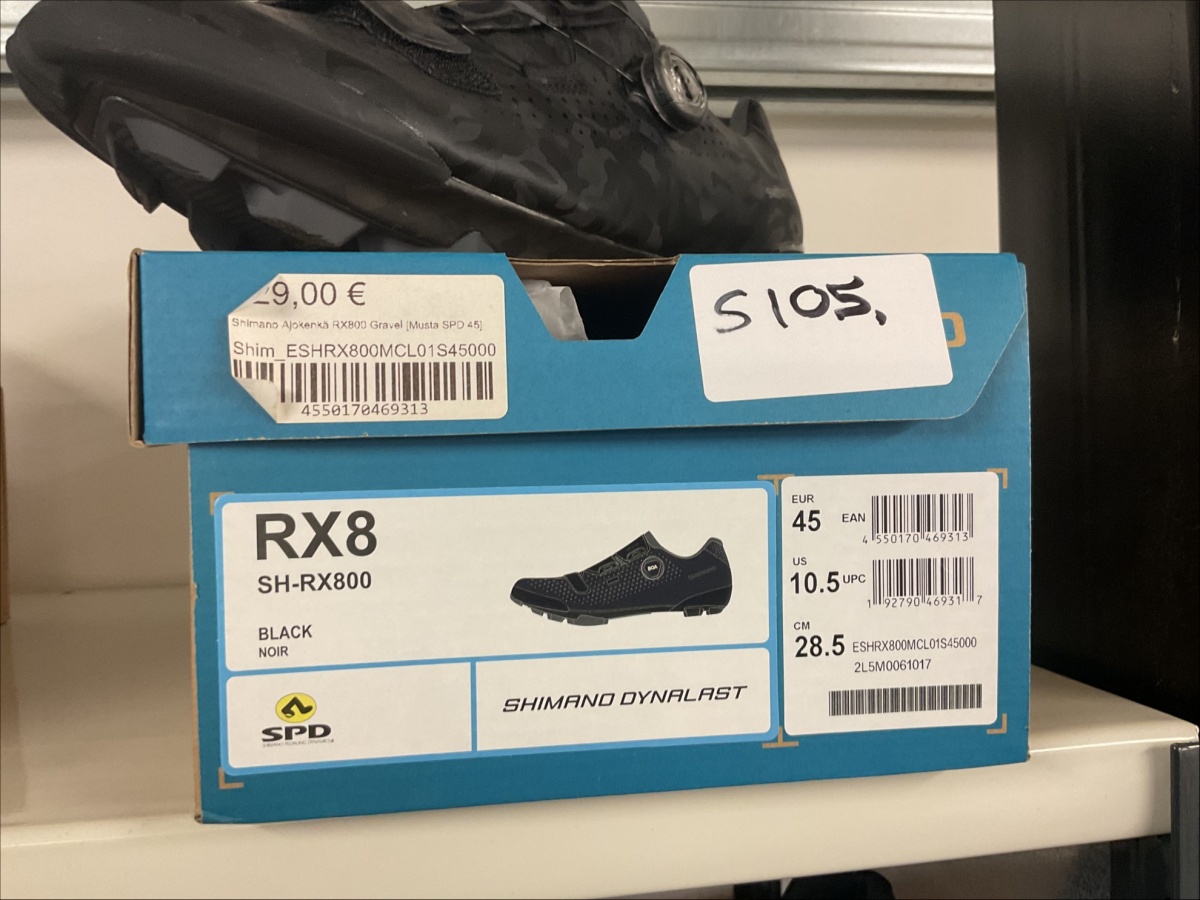 29,00 €
Shimano Ajokenkä RX800 Gravel [Musta SPD 45]
Shim_ESHRX800MCL01S45000
4550170469313
S 105,
RX8
SH-RX800
BLACK
NOIR
BOA
SPD
SHIMANO DYNALAST
EUR
45
EAN
4 550170 469313
US
10.5
UPC
1 92790 46931 7
CM
28.5
ESHRX800MCL01S45000
2L5M0061017